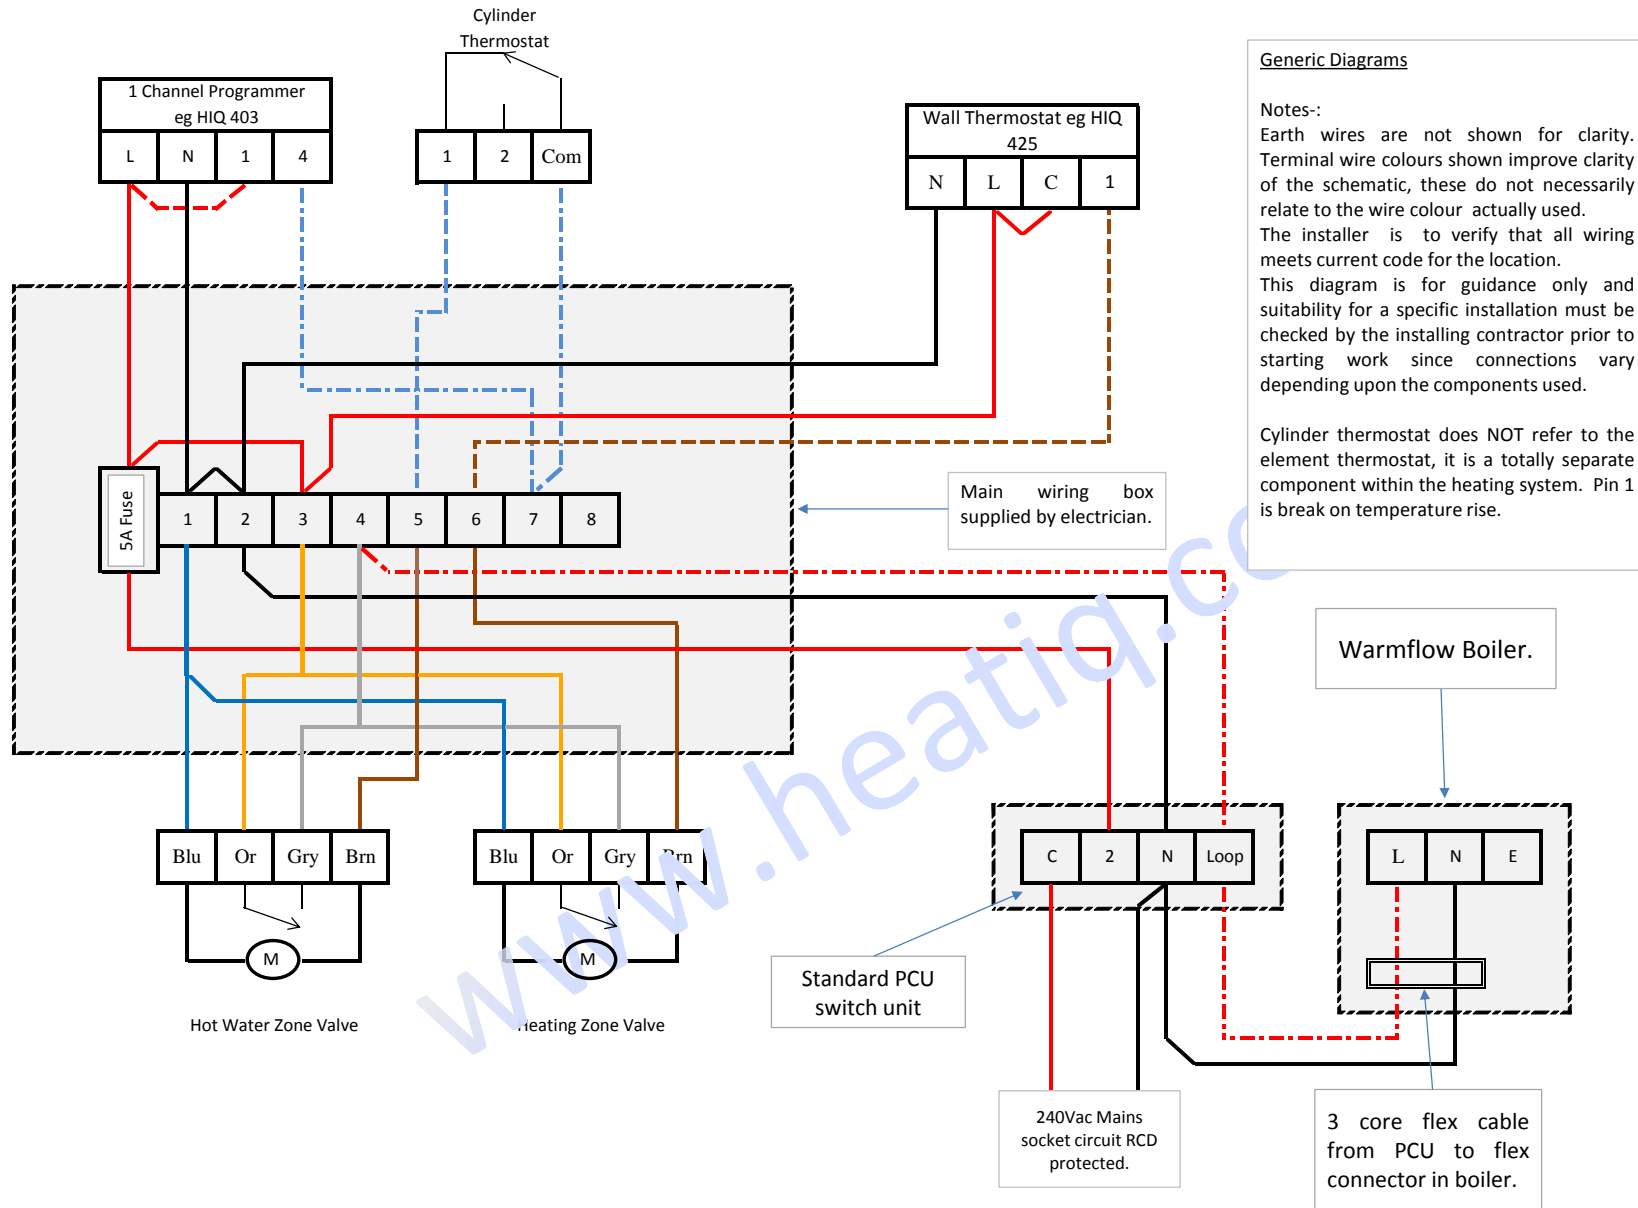 Cylinder
Thermostat
1 Channel Programmer
eg HIQ 403
L N 1 4
1 2 Com
Wall Thermostat eg HIQ
425
N L C 1
Generic Diagrams
Notes-:
Earth wires are not shown for clarity.
Terminal wire colours shown improve clarity
of the schematic, these do not necessarily
relate to the wire colour actually used.
The installer is to verify that all wiring
meets current code for the location.
This diagram is for guidance only and
suitability for a specific installation must be
checked by the installing contractor prior to
starting work since connections vary
depending upon the components used.
Cylinder thermostat does NOT refer to the
element thermostat, it is a totally separate
component within the heating system. Pin 1
is break on temperature rise.
5A Fuse
1 2 3 4 5 6 7 8
Main wiring box
supplied by electrician.
Warmflow Boiler.
Blu Or Gry Brn
Blu Or Gry Brn
M
M
Hot Water Zone Valve
Heating Zone Valve
C 2 N Loop
L N E
Standard PCU
switch unit
240Vac Mains
socket circuit RCD
protected.
3 core flex cable
from PCU to flex
connector in boiler.
www.heatiq.co